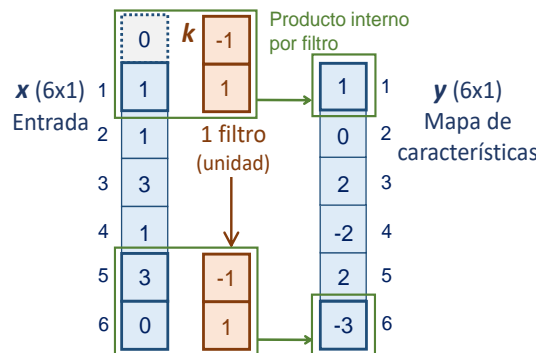 Producto interno
por filtro
0
k
-1
x (6x1)
Entrada
1
1
1
1
1
y (6x1)
Mapa de
características
2
1
1 filtro
(unidad)
0
2
3
3
2
3
4
1
-2
4
5
3
-1
2
5
6
0
1
-3
6